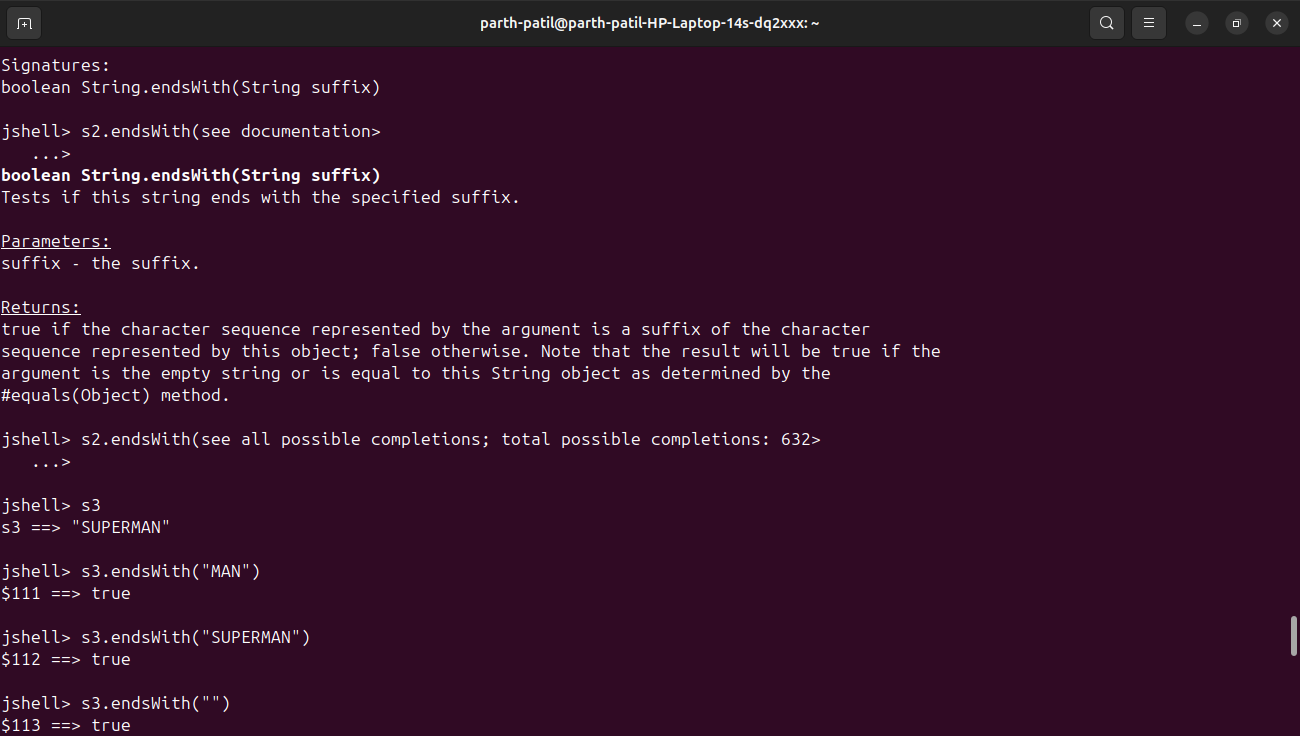 parth-patil@parth-patil-HP-Laptop-14s-dq2xxx: ~
Signatures:
boolean String.endsWith(String suffix)
jshell> s2.endsWith(see documentation>
...>
boolean String.endsWith(String suffix)
Tests if this string ends with the specified suffix.
Parameters:
suffix - the suffix.
Returns:
true if the character sequence represented by the argument is a suffix of the character
sequence represented by this object; false otherwise. Note that the result will be true if the
argument is the empty string or is equal to this String object as determined by the
#equals(Object) method.
jshell> s2.endsWith(see all possible completions; total possible completions: 632>
...>
jshell> s3
s3 ==> "SUPERMAN"
jshell> s3.endsWith("MAN")
$111 ==> true
jshell> s3.endsWith("SUPERMAN")
$112 ==> true
jshell> s3.endsWith("")
$113 ==> true